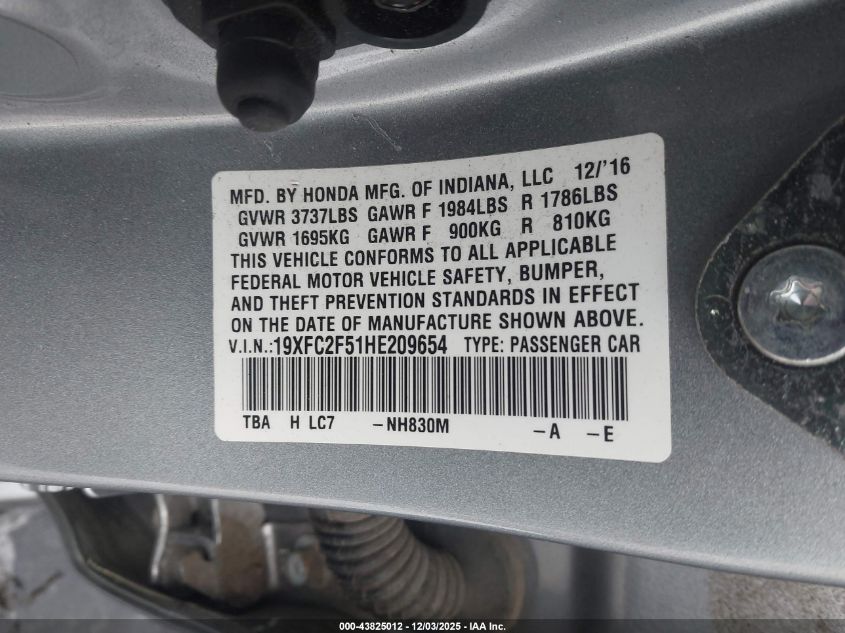 MFD. BY HONDA MFG. OF INDIANA, LLC 12/'16
GVWR 3737LBS GAWR F 1984LBS R 1786LBS
GVWR 1695KG GAWR F 900KG R 810KG
THIS VEHICLE CONFORMS TO ALL APPLICABLE
FEDERAL MOTOR VEHICLE SAFETY, BUMPER,
AND THEFT PREVENTION STANDARDS IN EFFECT
ON THE DATE OF MANUFACTURE SHOWN ABOVE.
V.I.N.:19XFC2F51HE209654 TYPE: PASSENGER CAR
TBA H LC7 -NH830M -A -E
000-43825012 - 12/03/2025 - IAA Inc.